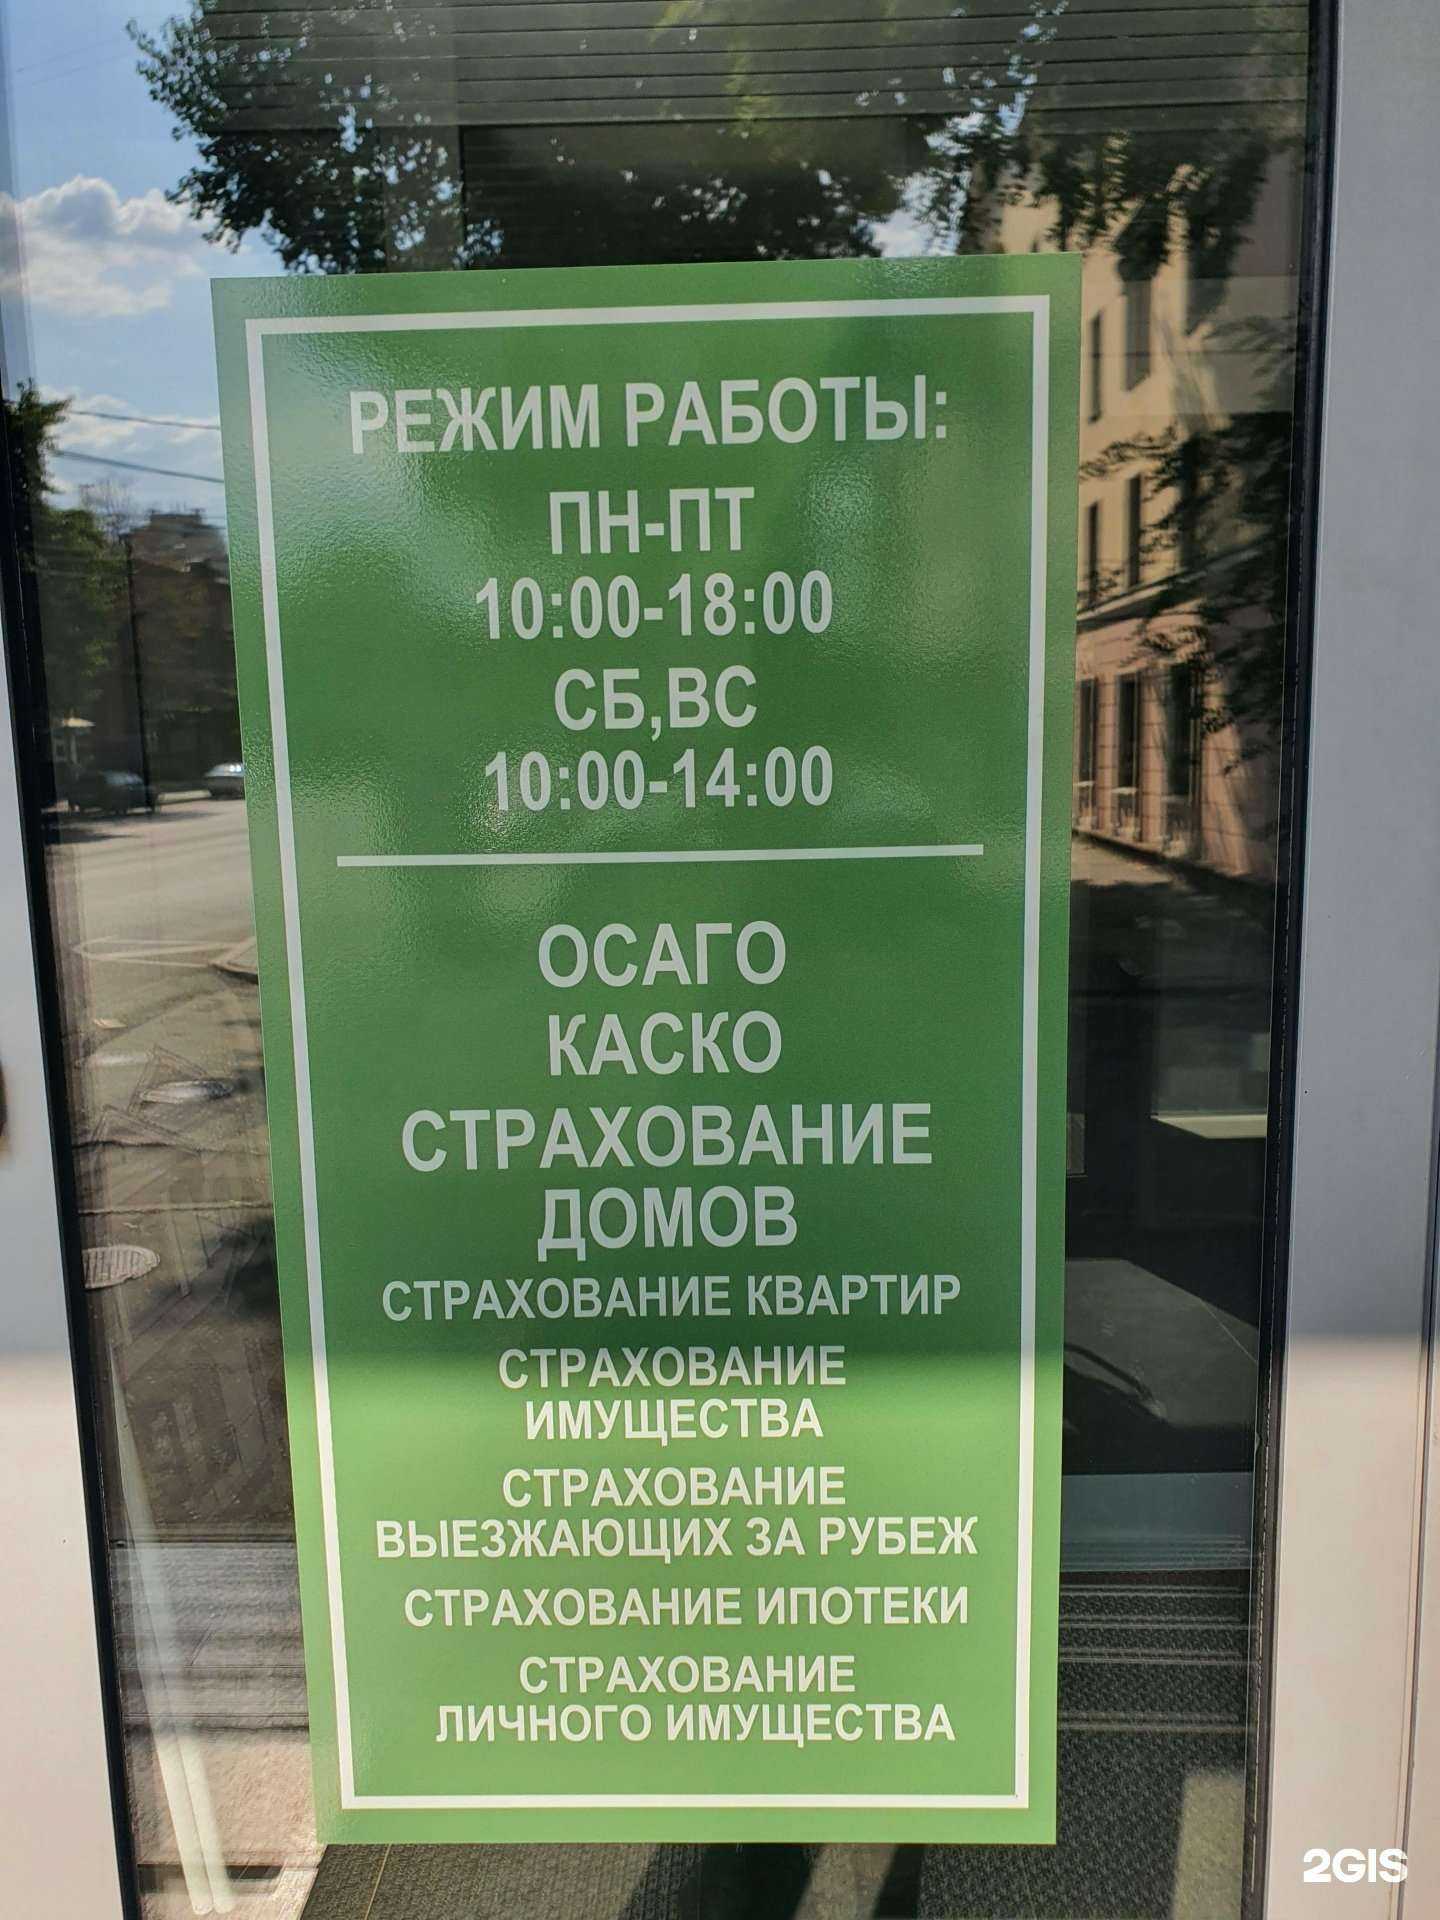 РЕЖИМ РАБОТЫ:
ПН-ПТ
10:00-18:00
СБ,ВС
10:00-14:00
ОСАГО
КАСКО
СТРАХОВАНИЕ
ДОМОВ
СТРАХОВАНИЕ КВАРТИР
СТРАХОВАНИЕ
ИМУЩЕСТВА
СТРАХОВАНИЕ
ВЫЕЗЖАЮЩИХ ЗА РУБЕЖ
СТРАХОВАНИЕ ИПОТЕКИ
СТРАХОВАНИЕ
ЛИЧНОГО ИМУЩЕСТВА
2GIS